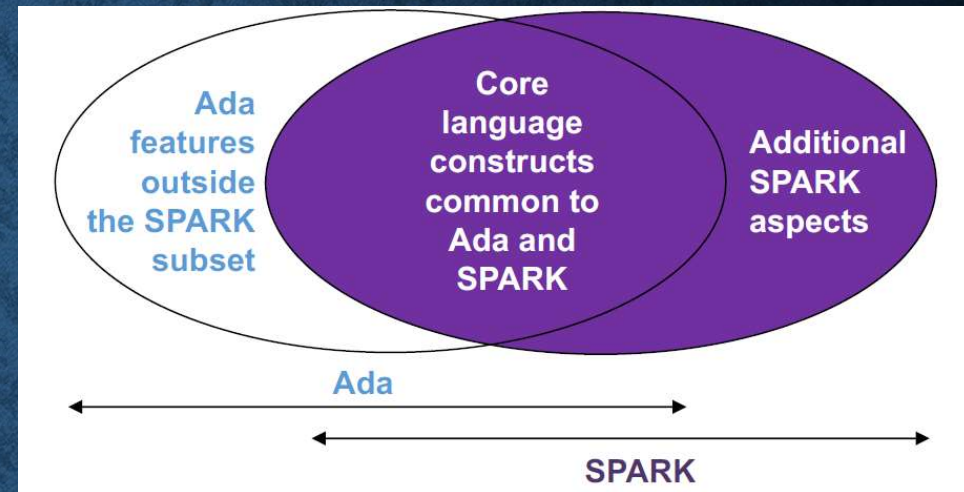 Ada
features
outside
the SPARK
subset
Core
language
constructs
common to
Ada and
SPARK
Additional
SPARK
aspects
Ada
SPARK